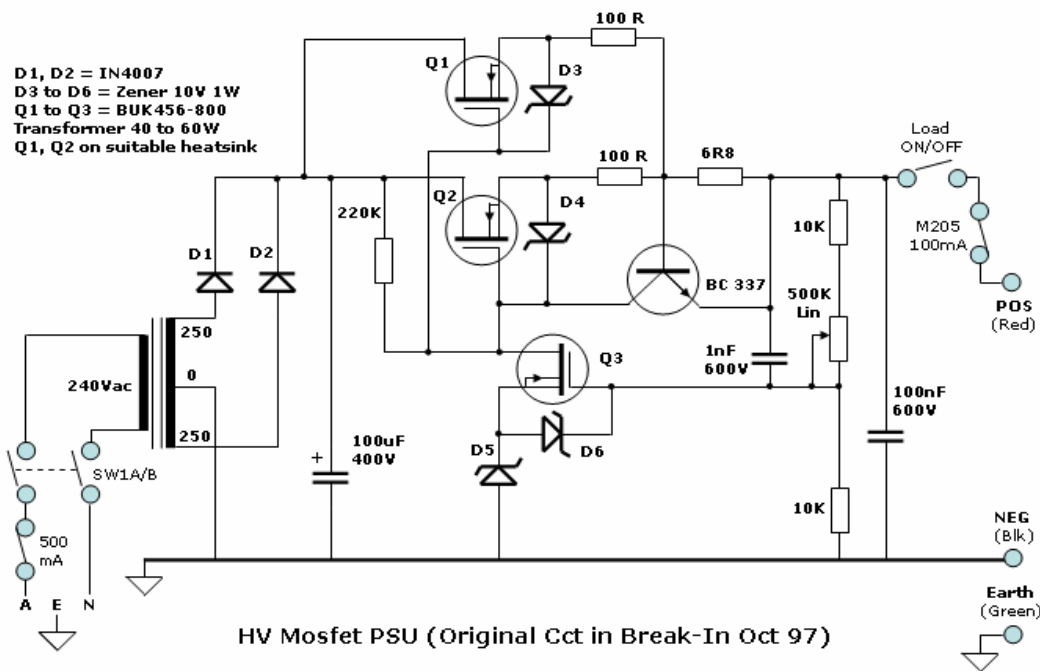 D1, D2 = IN4007
D3 to D6 = Zener 10V 1W
Q1 to Q3 = BUK456-800
Transformer 40 to 60W
Q1, Q2 on suitable heatsink
100 R
Q1
D3
100 R
6R8
Load
ON/OFF
Q2
D4
220K
10K
M205
100mA
D1
D2
BC 337
500K
Lin
POS
(Red)
250
0
250
240Vac
Q3
1nF
600V
100nF
600V
+
100uF
400V
D5
D6
SW1A/B
10K
500
mA
NEG
(Blk)
A E N
Earth
(Green)
HV Mosfet PSU (Original Cct in Break-In Oct 97)